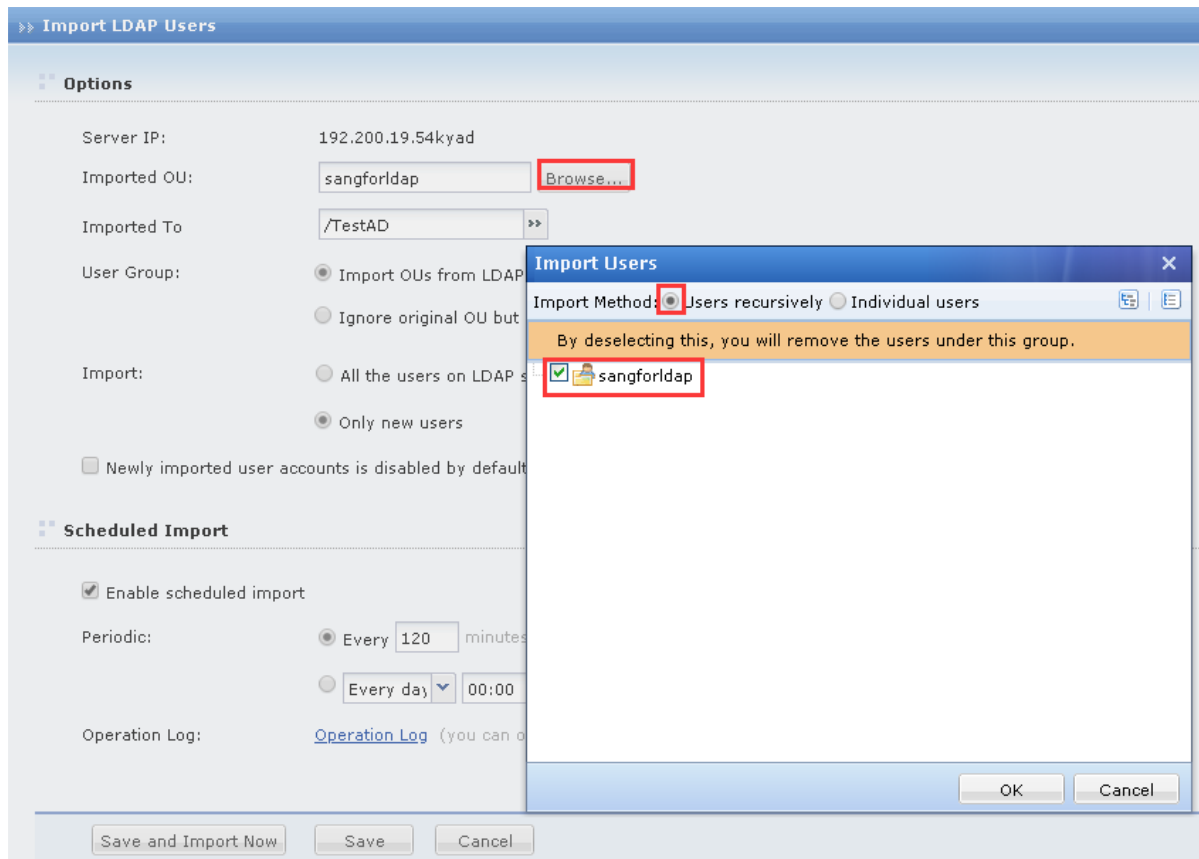 Import LDAP Users
Options
Server IP: 192.200.19.54kyad
Imported OU: sangforldap Browse...
Imported To /TestAD
User Group: Import OUs from LDAP
Ignore original OU but
Import: All the users on LDAP s
Only new users
Newly imported user accounts is disabled by default
Scheduled Import
Enable scheduled import
Periodic: Every 120 minutes
Every day 00:00
Operation Log: Operation Log (you can o
Save and Import Now Save Cancel
Import Users
Import Method: Users recursively Individual users
By deselecting this, you will remove the users under this group.
sangforldap
OK Cancel